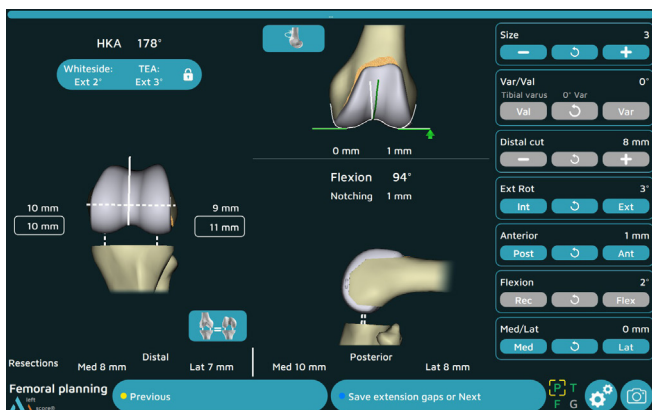 HKA 178°
Whiteside: TEA:
Ext 2° Ext 3°
10 mm 9 mm
10 mm 11 mm
0 mm 1 mm
Flexion 94°
Notching 1 mm
Size 3
Var/Val 0°
Tibial varus 0° Var
Val Var
Distal cut 8 mm
Ext Rot 3°
Int Ext
Anterior 1 mm
Post Ant
Flexion 2°
Rec Flex
Med/Lat 0 mm
Med Lat
Distal Posterior
Resections Med 8 mm Lat 7 mm Med 10 mm Lat 8 mm
Femoral planning
left
score®
Previous
Save extension gaps or Next
P T
F G